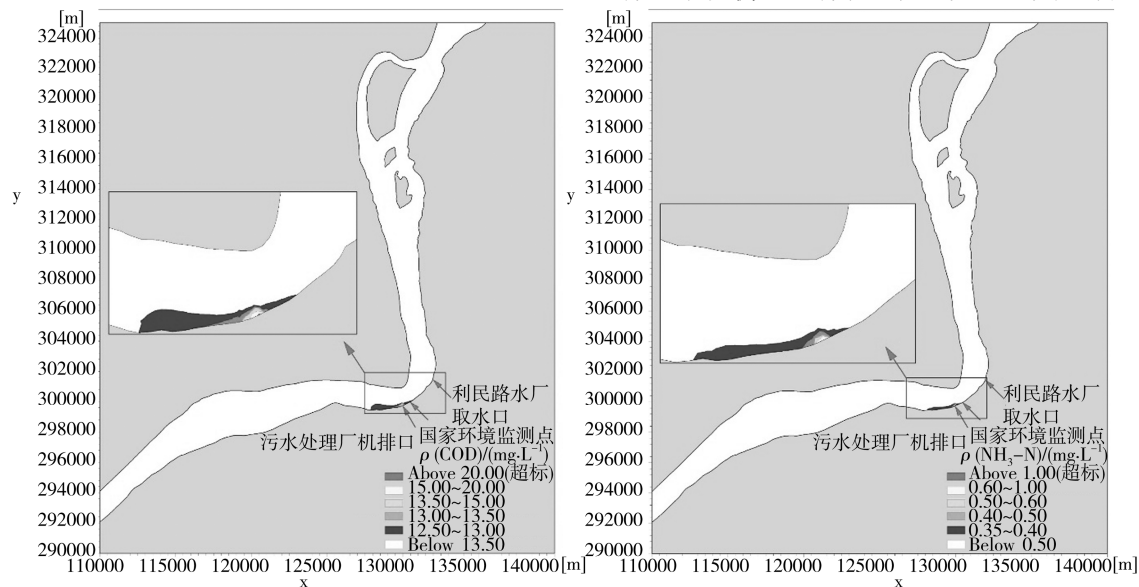 [m]
324000
322000
320000
318000
316000
314000
y
312000
310000
308000
306000
304000
302000
300000
298000
296000
294000
292000
290000
110000 115000 120000 125000 130000 135000 140000 [m]
x
利民路水厂
取水口
国家环境监测点
污水处理厂机排口
ρ (COD)/(mg·L⁻¹)
Above 20.00(超标)
15.00~20.00
13.50~15.00
13.00~13.50
12.50~13.00
Below 13.50
[m]
324000
322000
320000
318000
316000
314000
y
312000
310000
308000
306000
304000
302000
300000
298000
296000
294000
292000
290000
110000 115000 120000 125000 130000 135000 140000 [m]
x
利民路水厂
取水口
国家环境监测点
污水处理厂机排口
ρ (NH₃-N)/(mg·L⁻¹)
Above 1.00(超标)
0.60~1.00
0.50~0.60
0.40~0.50
0.35~0.40
Below 0.50